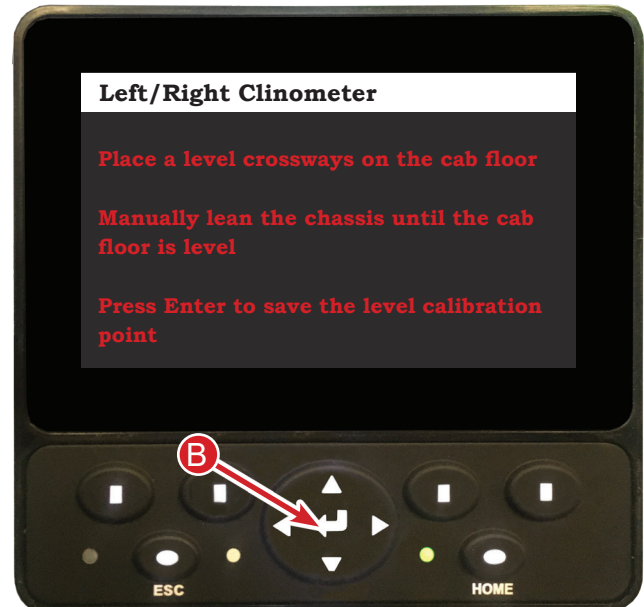 Left/Right Clinometer
Place a level crossways on the cab floor
Manually lean the chassis until the cab
floor is level
Press Enter to save the level calibration
point
B
ESC
HOME